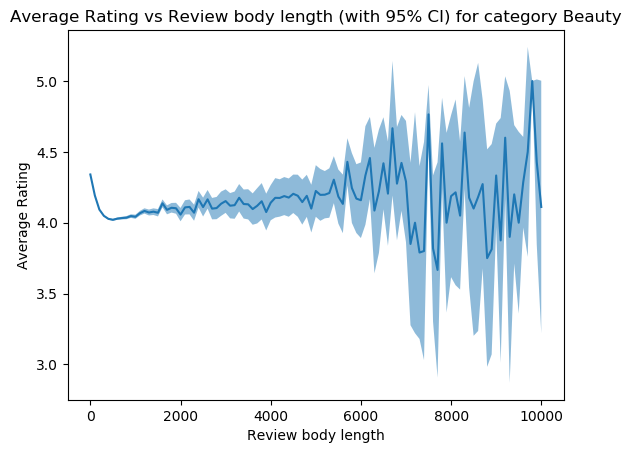 Average Rating vs Review body length (with 95% CI) for category Beauty
Average Rating
5.0
4.5
4.0
3.5
3.0
0 2000 4000 6000 8000 10000
Review body length